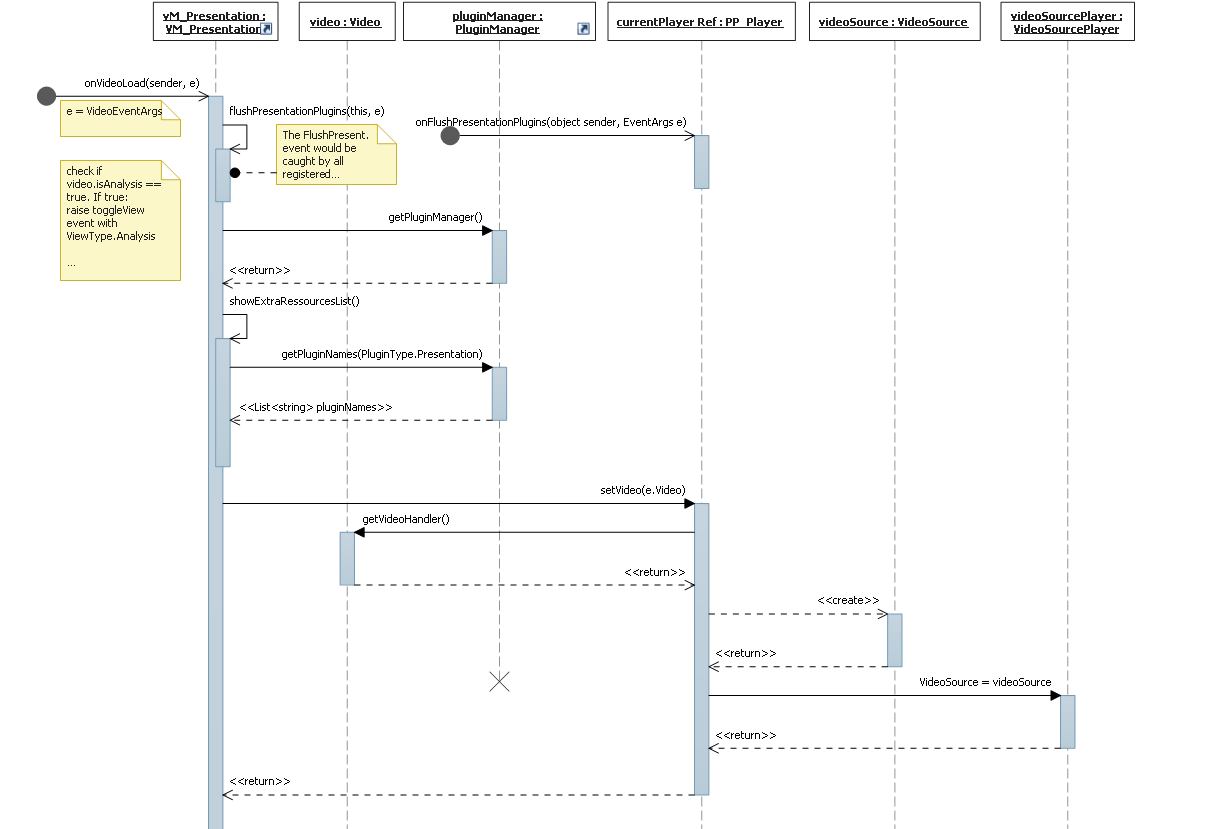 vM_Presentation :
VM_Presentation
video : Video
pluginManager :
PluginManager
currentPlayer Ref : PP_Player
videoSource : VideoSource
videoSourcePlayer :
VideoSourcePlayer
onVideoLoad(sender, e)
e = VideoEventArgs
flushPresentationPlugins(this, e)
onFlushPresentationPlugins(object sender, EventArgs e)
The FlushPresent.
event would be
caught by all
registered...
check if
video.isAnalysis ==
true. If true:
raise toggleView
event with
ViewType.Analysis
...
getPluginManager()
<<return>>
showExtraRessourcesList()
getPluginNames(PluginType.Presentation)
<<List<string> pluginNames>>
setVideo(e.Video)
getVideoHandler()
<<return>>
<<create>>
<<return>>
VideoSource = videoSource
<<return>>
<<return>>